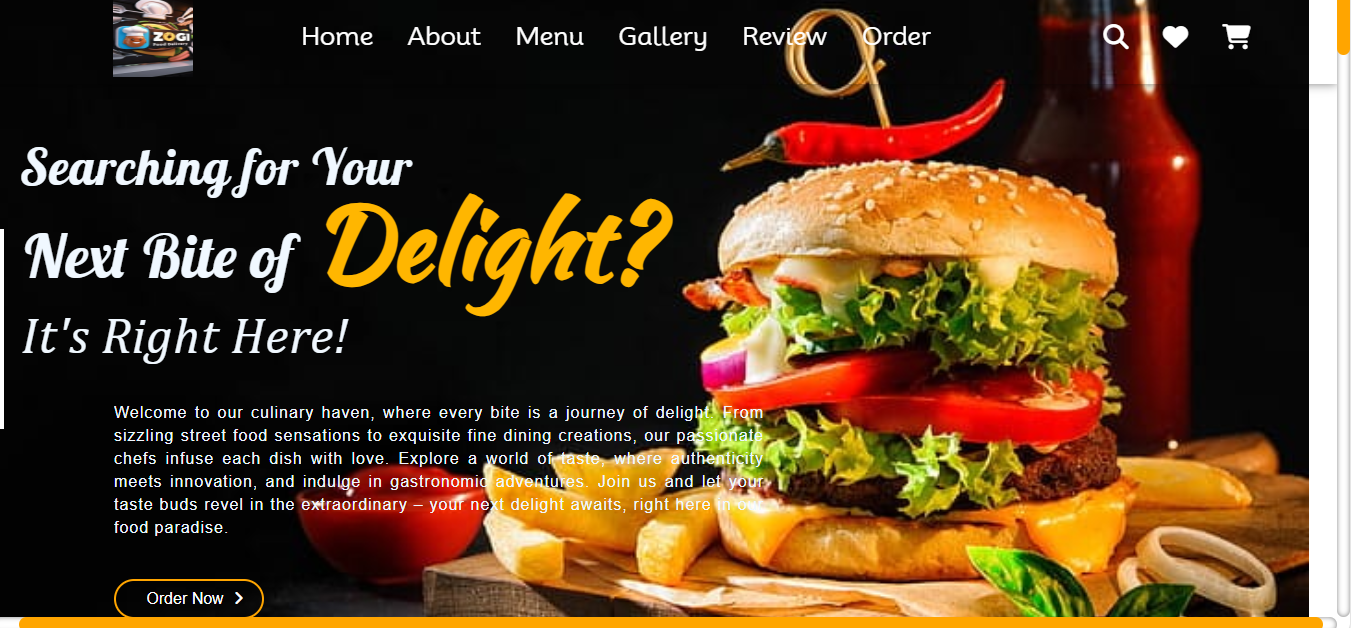 ZOGI
Food Delivery
Home About Menu Gallery Review Order
Searching for Your
Next Bite of Delight?
It's Right Here!
Welcome to our culinary haven, where every bite is a journey of delight. From
sizzling street food sensations to exquisite fine dining creations, our passionate
chefs infuse each dish with love. Explore a world of taste, where authenticity
meets innovation, and indulge in gastronomic adventures. Join us and let your
taste buds revel in the extraordinary – your next delight awaits, right here in our
food paradise.
Order Now